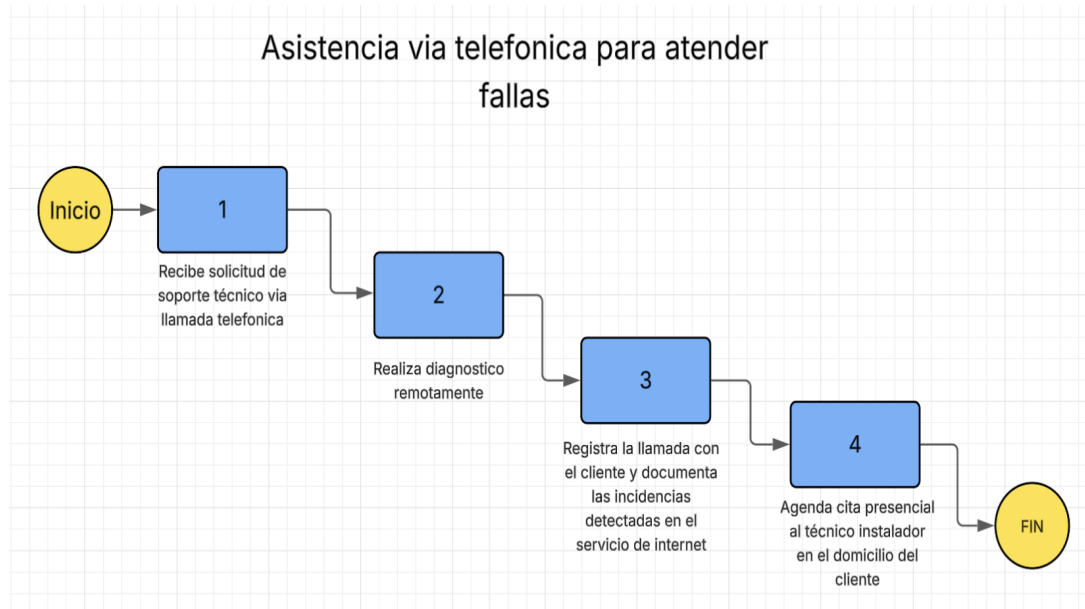 Asistencia via telefonica para atender
fallas
Inicio
1
Recibe solicitud de
soporte técnico via
llamada telefonica
2
Realiza diagnostico
remotamente
3
Registra la llamada con
el cliente y documenta
las incidencias
detectadas en el
servicio de internet
4
Agenda cita presencial
al técnico instalador
en el domicilio del
cliente
FIN